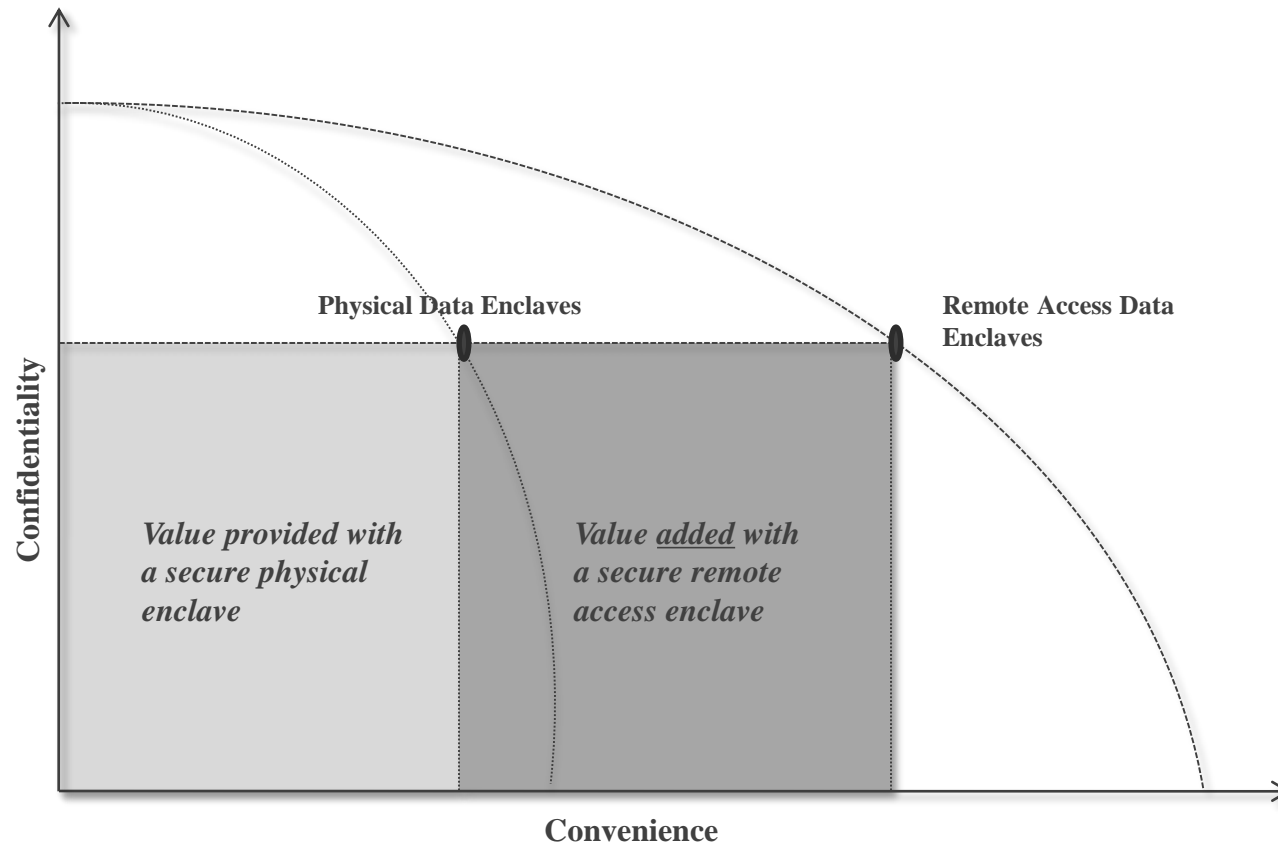 Physical Data Enclaves
Remote Access Data
Enclaves
Confidentiality
Value provided with
a secure physical
enclave
Value added with
a secure remote
access enclave
Convenience